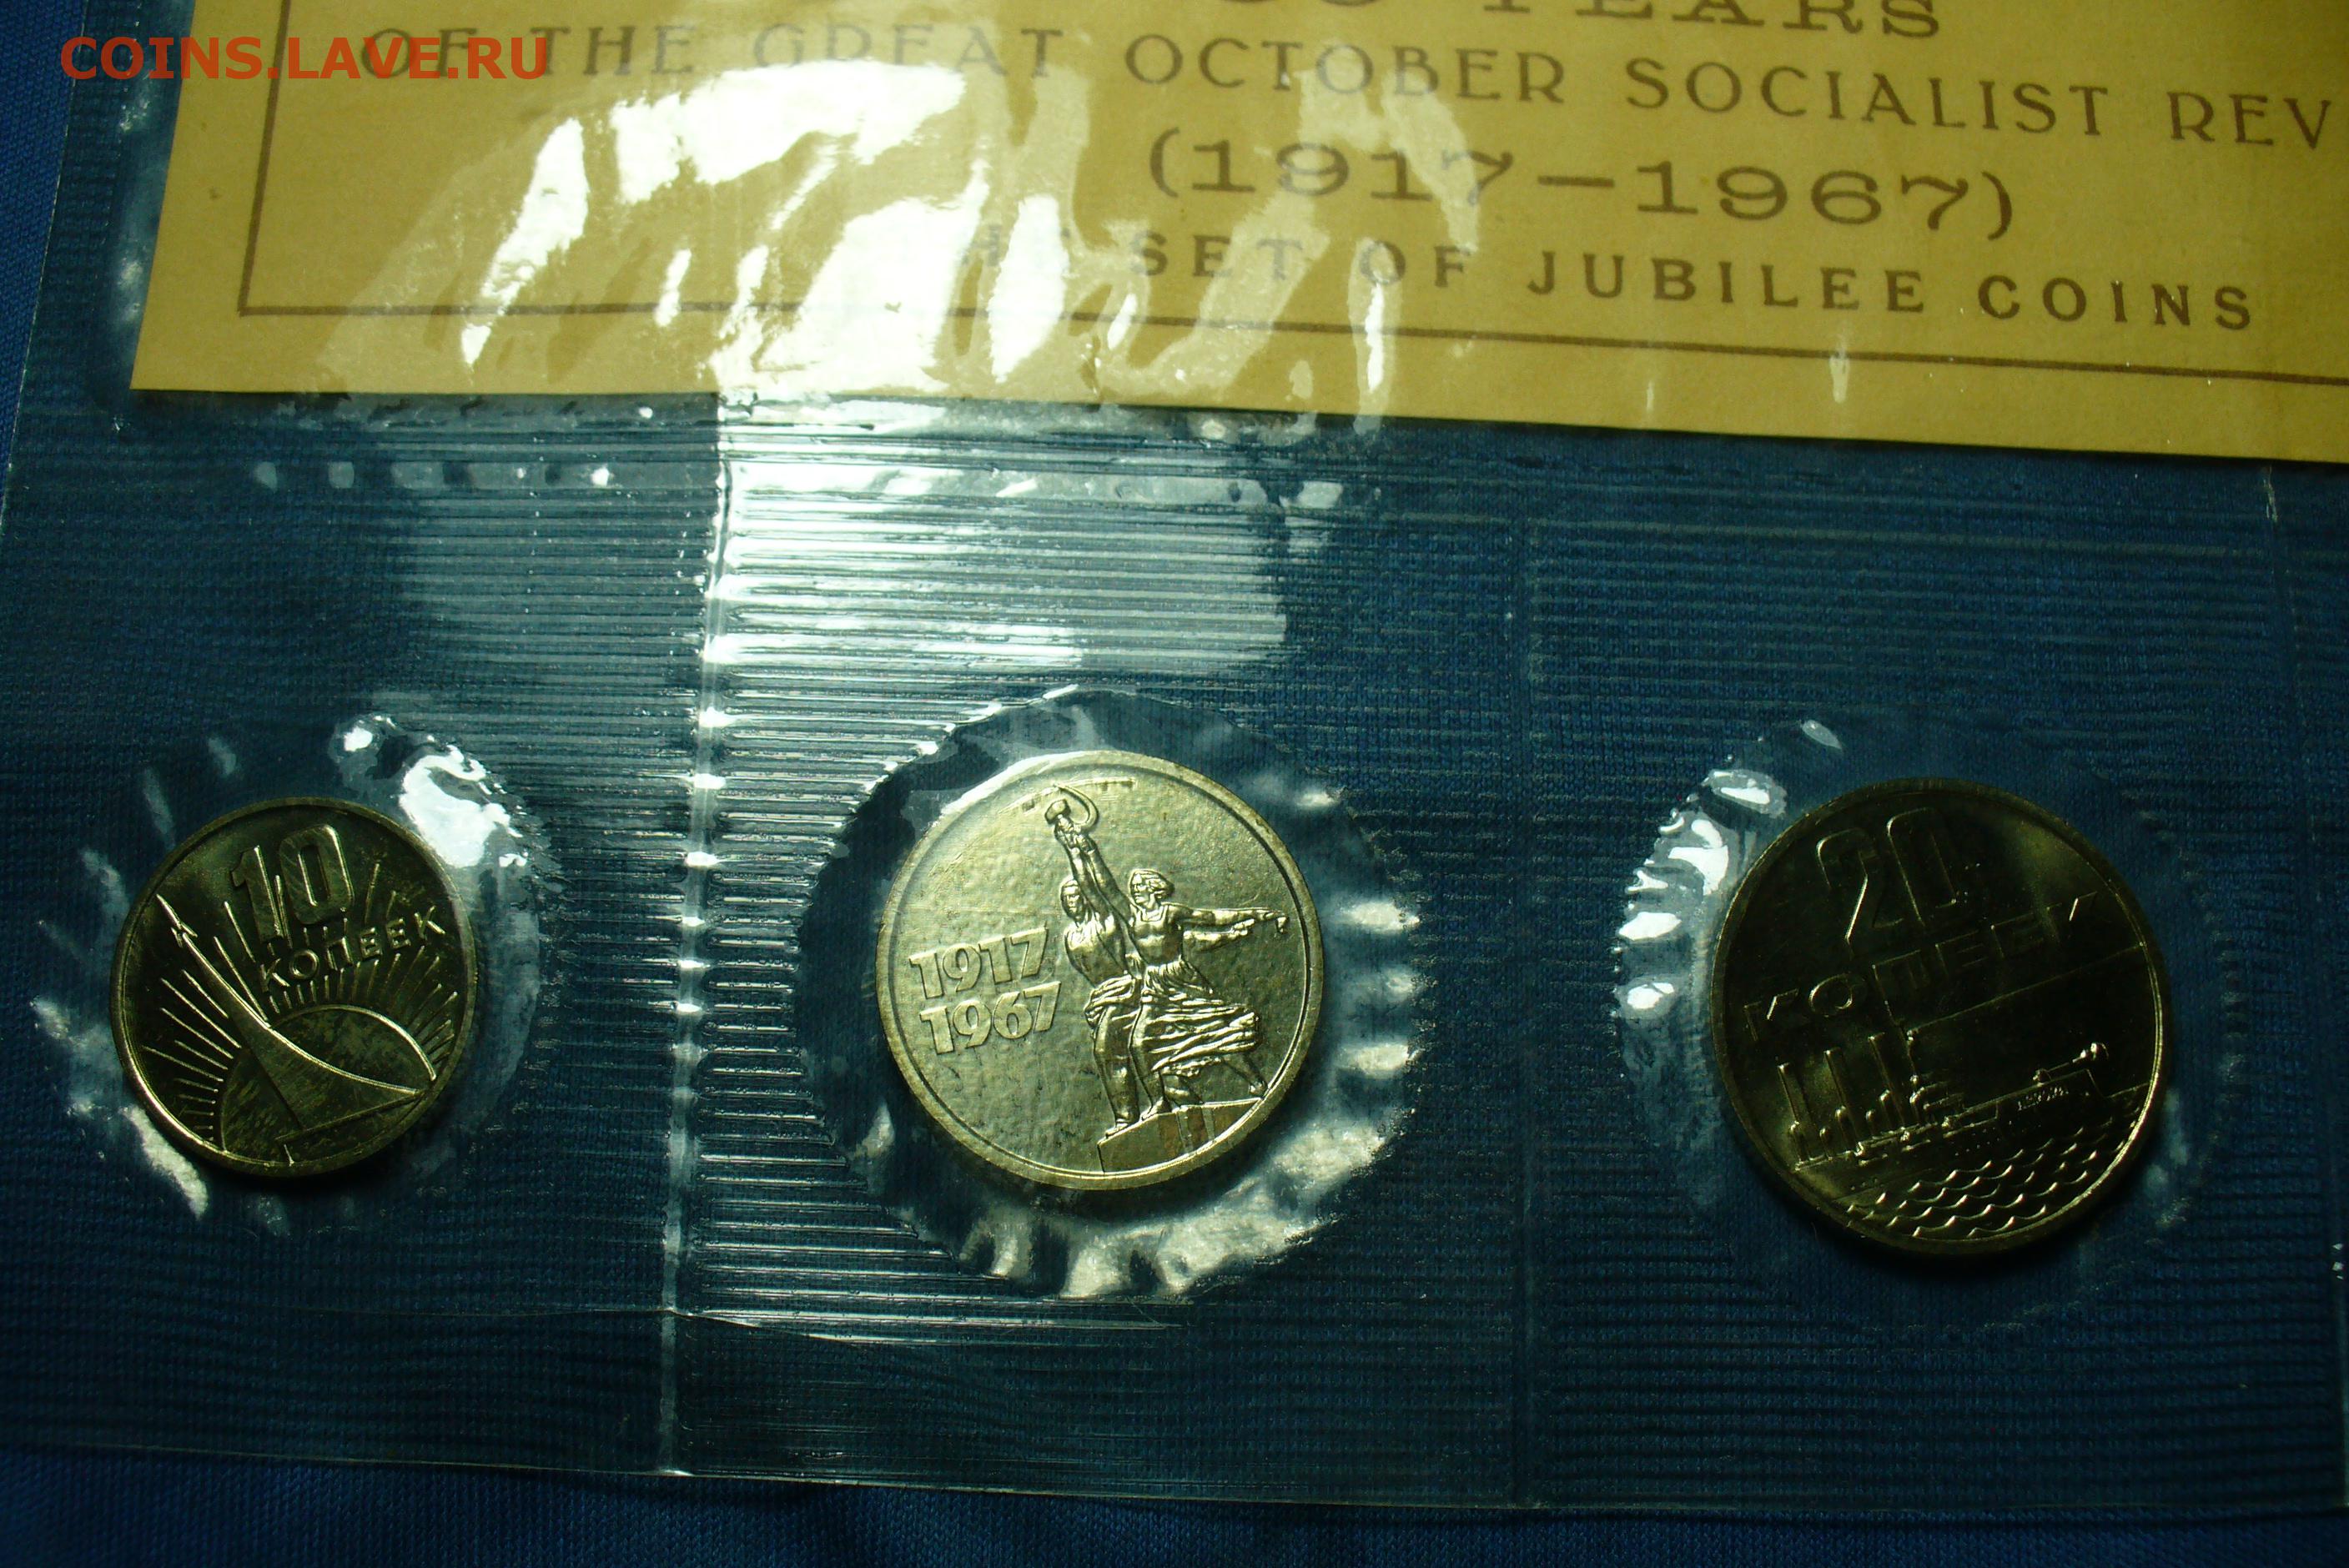 COINS.LAVE.RU
YEARS
OF THE GREAT OCTOBER SOCIALIST REV
(1917–1967)
SET OF JUBILEE COINS
10
КОПЕЕК
1917
1967
20
КОПЕЕК